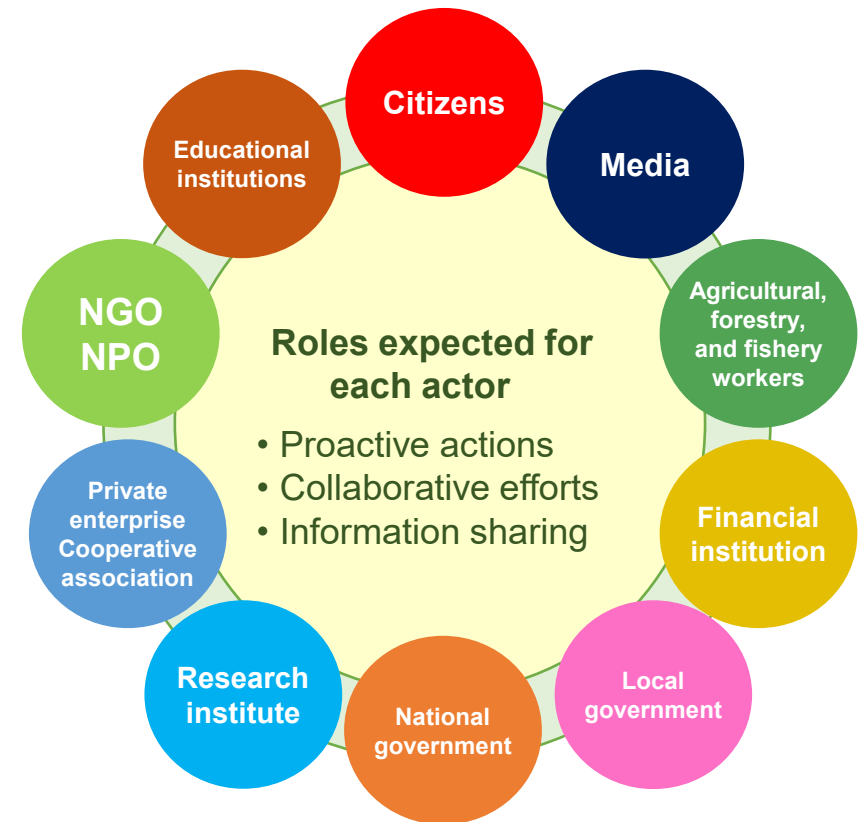 Citizens
Media
Agricultural,
forestry,
and fishery
workers
Financial
institution
Local
government
National
government
Research
institute
Private
enterprise
Cooperative
association
NGO
NPO
Educational
institutions
Roles expected for
each actor
• Proactive actions
• Collaborative efforts
• Information sharing